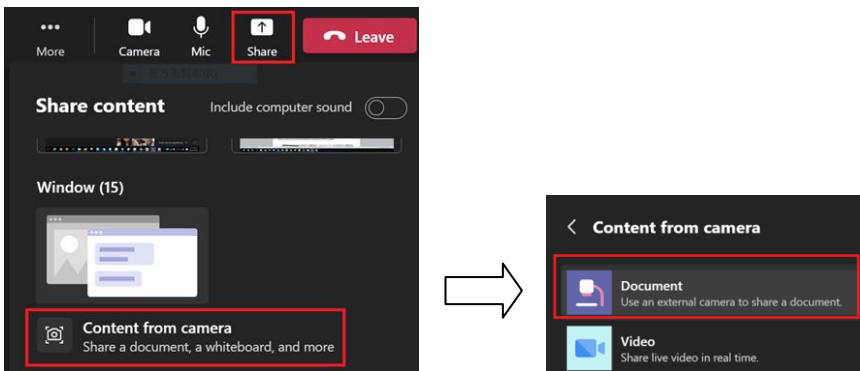 More
Camera
Mic
Share
Leave
Share content
Include computer sound
Window (15)
Content from camera
Share a document, a whiteboard, and more
Content from camera
Document
Use an external camera to share a document.
Video
Share live video in real time.